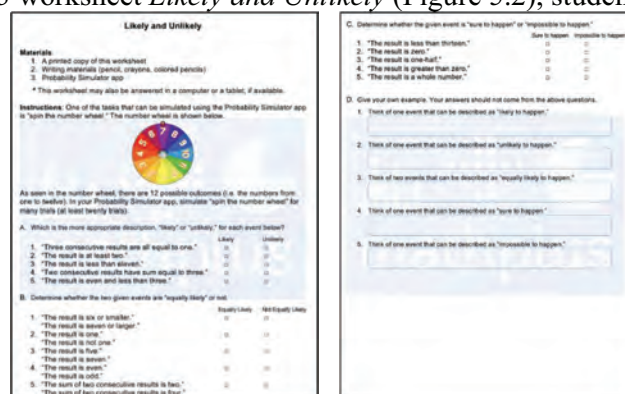 worksheet Likely and Unlikely (Figure 5.2), studen
Likely and Unlikely
Materials
1. A printed copy of this worksheet
2. Writing materials (pencil, crayons, colored pencils)
3. Probability Simulator app
* This worksheet may also be answered in a computer or a tablet, if available.
Instructions: One of the tasks that can be simulated using the Probability Simulator app
is "spin the number wheel." The number wheel is shown below.
As seen in the number wheel, there are 12 possible outcomes (i.e. the numbers from
one to twelve). In your Probability Simulator app, simulate "spin the number wheel" for
many trials (at least twenty trials).
A. Which is the more appropriate description, "likely" or "unlikely," for each event below?
Likely Unlikely
1. "Three consecutive results are all equal to one."
2. "The result is at least two."
3. "The result is less than eleven."
4. "Two consecutive results have sum equal to three."
5. "The result is even and less than three."
B. Determine whether the two given events are "equally likely" or not.
Equally Likely Not Equally Likely
1. "The result is six or smaller."
"The result is seven or larger."
2. "The result is one."
"The result is not one."
3. "The result is five."
"The result is seven."
4. "The result is even."
"The result is odd."
5. "The sum of two consecutive results is two."
"The sum of two consecutive results is four."
C. Determine whether the given event is "sure to happen" or "impossible to happen."
Sure to happen Impossible to happen
1. "The result is less than thirteen."
2. "The result is zero."
3. "The result is one-half."
4. "The result is greater than zero."
5. "The result is a whole number."
D. Give your own example. Your answers should not come from the above questions.
1. Think of one event that can be described as "likely to happen."
2. Think of one event that can be described as "unlikely to happen."
3. Think of two events that can be described as "equally likely to happen."
4. Think of one event that can be described as "sure to happen."
5. Think of one event that can be described as "impossible to happen."